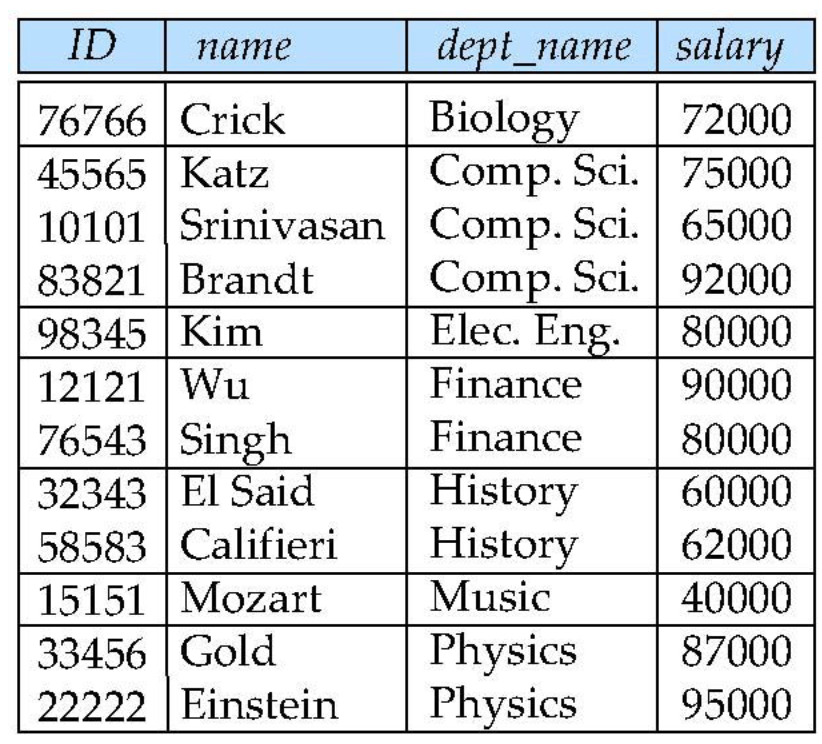 ID name dept_name salary
76766 Crick Biology 72000
45565 Katz Comp. Sci. 75000
10101 Srinivasan Comp. Sci. 65000
83821 Brandt Comp. Sci. 92000
98345 Kim Elec. Eng. 80000
12121 Wu Finance 90000
76543 Singh Finance 80000
32343 El Said History 60000
58583 Califieri History 62000
15151 Mozart Music 40000
33456 Gold Physics 87000
22222 Einstein Physics 95000